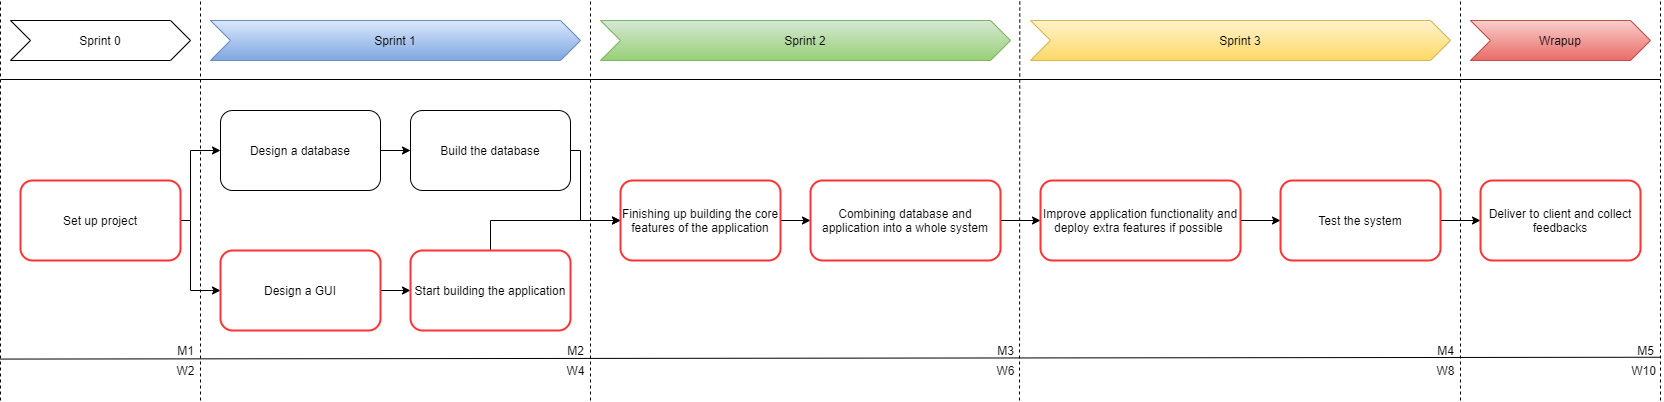 Sprint 0
Sprint 1
Sprint 2
Sprint 3
Wrapup
Design a database
Build the database
Set up project
Finishing up building the core
features of the application
Combining database and
application into a whole system
Improve application functionality and
deploy extra features if possible
Test the system
Deliver to client and collect
feedbacks
Design a GUI
Start building the application
M1
M2
M3
M4
M5
W2
W4
W6
W8
W10